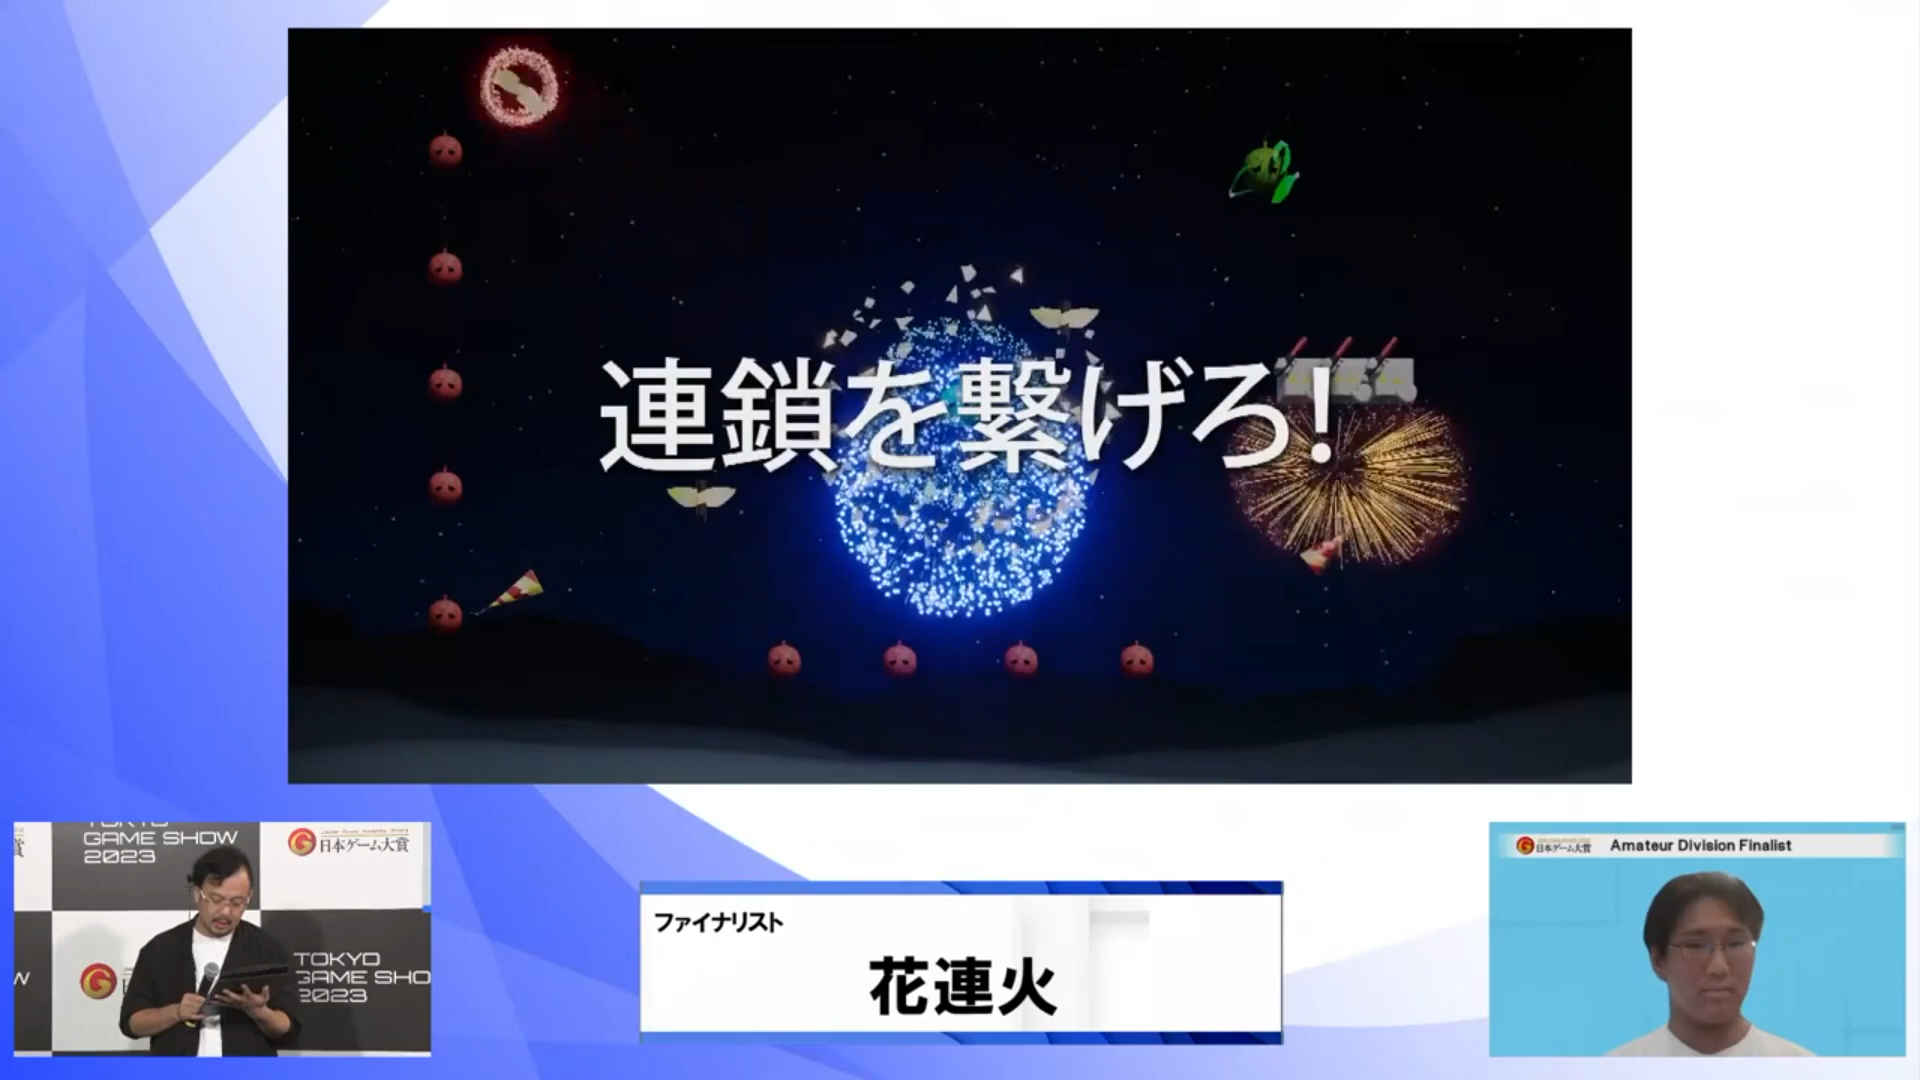 連鎖を繋げろ!
TOKYO
GAME SHOW
2023
日本ゲーム大賞
賞
W
TOKYO
GAME SHO
2023
ファイナリスト
花連火
日本ゲーム大賞
Amateur Division Finalist